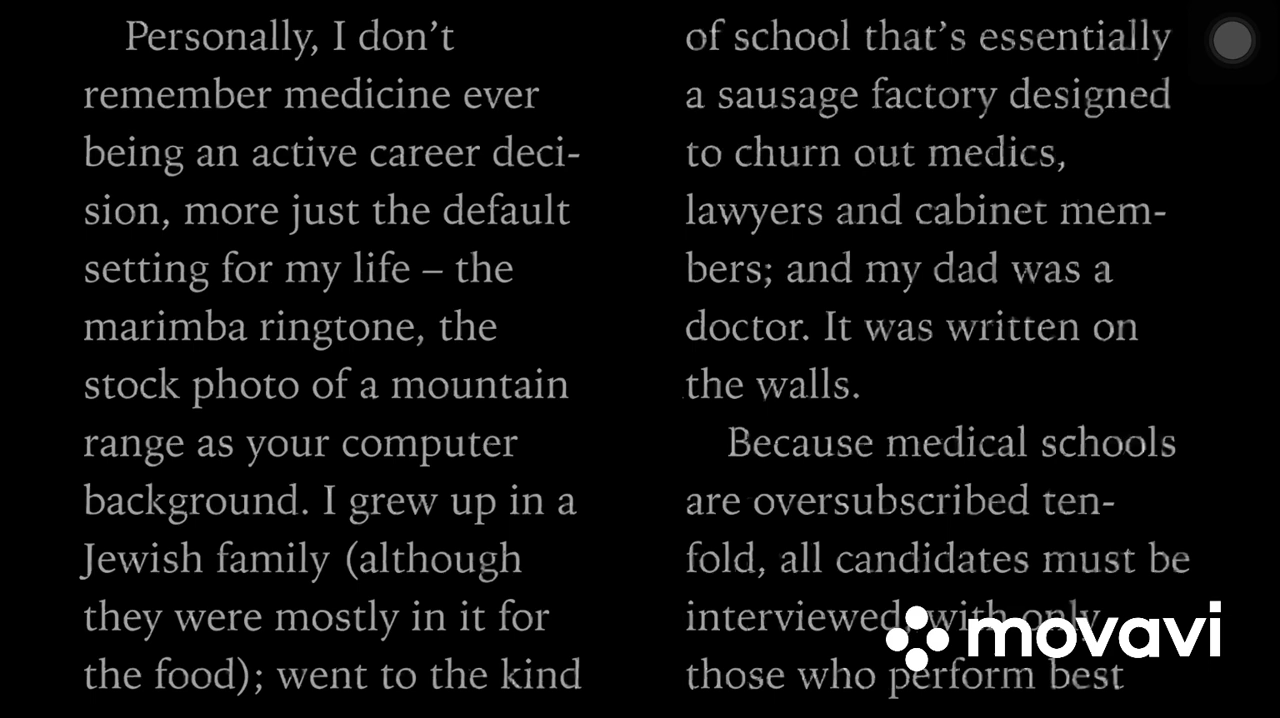 Personally, I don’t
remember medicine ever
being an active career deci-
sion, more just the default
setting for my life – the
marimba ringtone, the
stock photo of a mountain
range as your computer
background. I grew up in a
Jewish family (although
they were mostly in it for
the food); went to the kind
of school that’s essentially
a sausage factory designed
to churn out medics,
lawyers and cabinet mem-
bers; and my dad was a
doctor. It was written on
the walls.
Because medical schools
are oversubscribed ten-
fold, all candidates must be
interviewed, with only
those who perform best
movavi